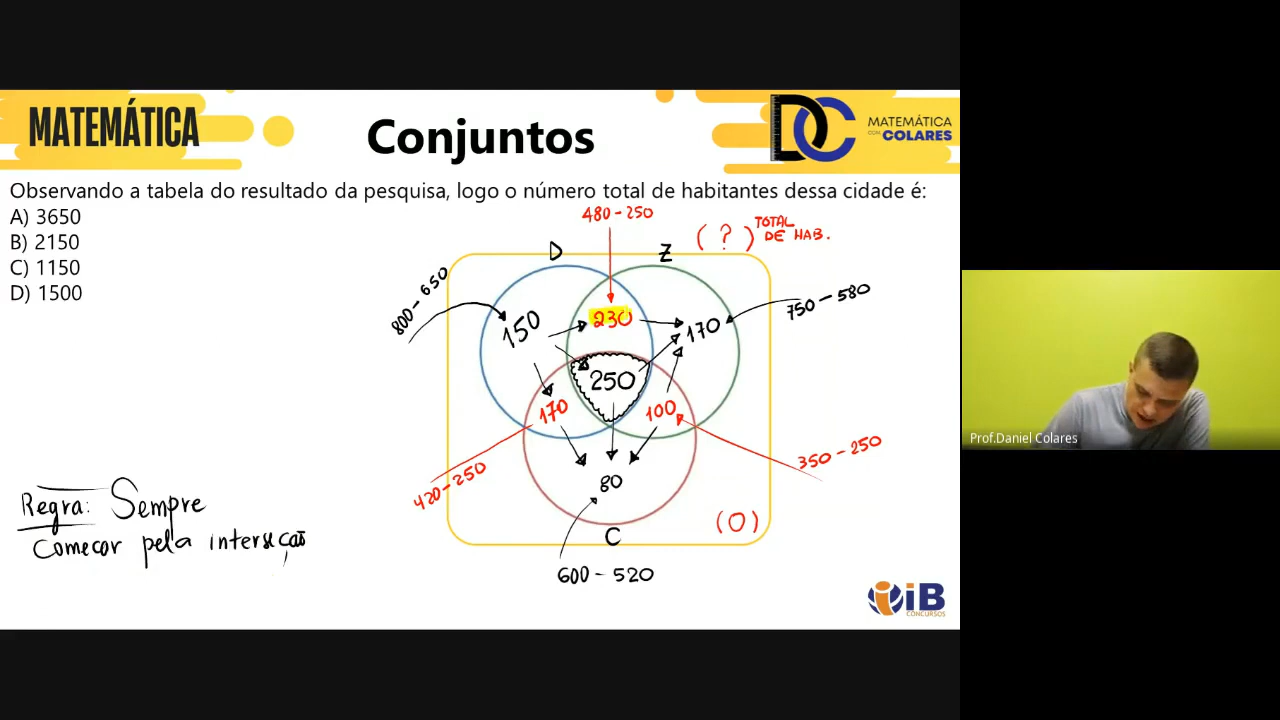 MATEMÁTICA
Conjuntos
DC
MATEMÁTICA
COM COLARES
Observando a tabela do resultado da pesquisa, logo o número total de habitantes dessa cidade é:
A) 3650
B) 2150
C) 1150
D) 1500
480-250
( ? ) TOTAL
DE HAB.
D
Z
800-650
750-580
150
230
170
250
170
100
420-250
350-250
80
(0)
C
600-520
Regra: Sempre
Começar pela interseção
iB
CONCURSOS
Prof.Daniel Colares